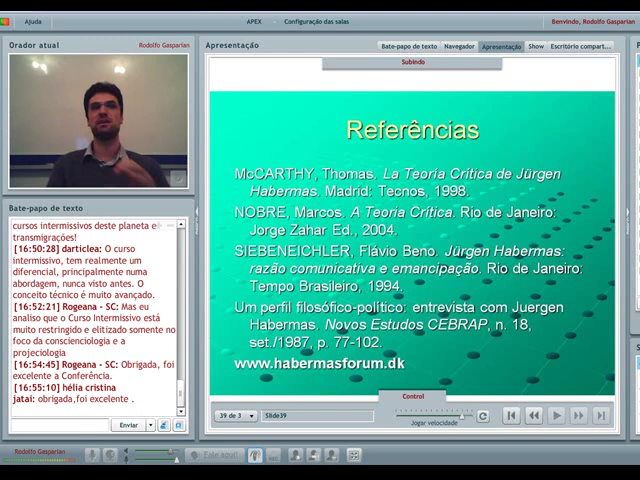 Ajuda
APEX
Configuração das salas
Benvindo, Rodolfo Gasparian
Orador atual
Rodolfo Gasparian
Apresentação
Bate-papo de texto
Navegador
Apresentação
Show
Escritório compart...
Subindo
Referências
McCARTHY, Thomas. La Teoría Crítica de Jürgen
Habermas. Madrid: Tecnos, 1998.
NOBRE, Marcos. A Teoria Crítica. Rio de Janeiro:
Jorge Zahar Ed., 2004.
SIEBENEICHLER, Flávio Beno. Jürgen Habermas:
razão comunicativa e emancipação. Rio de Janeiro:
Tempo Brasileiro, 1994.
Um perfil filosófico-político: entrevista com Juergen
Habermas. Novos Estudos CEBRAP, n. 18,
set./1987, p. 77-102.
www.habermasforum.dk
Control
39 de 3
Slide39
Jogar velocidade
Bate-papo de texto
cursos intermissivos deste planeta e
transmigrações!
[16:50:28] darticlea: O curso
intermissivo, tem realmente um
diferencial, principalmente numa
abordagem, nunca visto antes. O
conceito técnico é muito avançado.
[16:52:21] Rogeana - SC: Mas eu
analiso que o Curso Intermissivo está
muito restringido e elitizado somente no
foco da conscienciologia e a
projeciologia
[16:54:45] Rogeana - SC: Obrigada, foi
excelente a Conferência.
[16:55:10] hélia cristina
jataí: obrigada,foi excelente .
Enviar
Rodolfo Gasparian
Fale aqui!